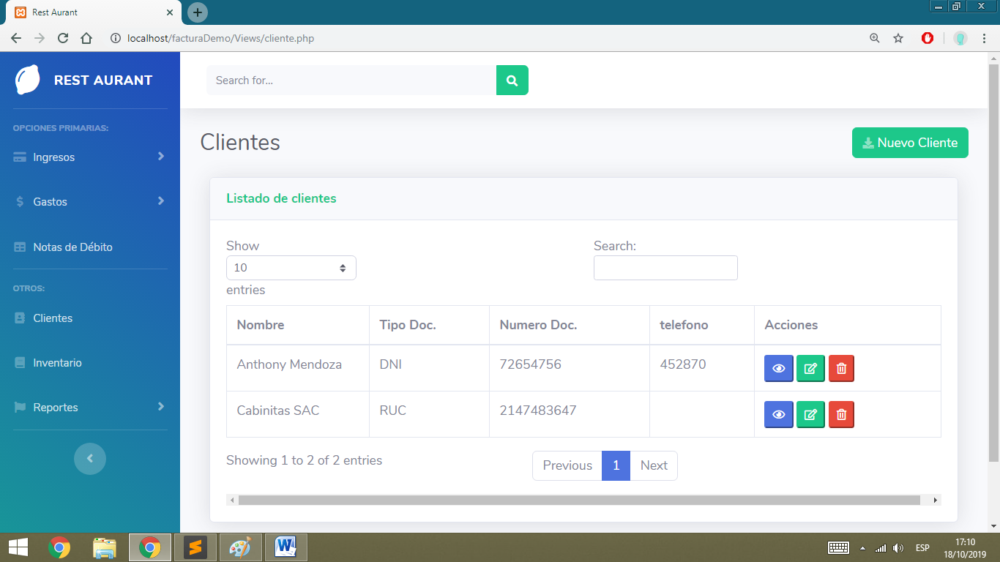 Rest Aurant
localhost/facturaDemo/Views/cliente.php
REST AURANT
OPCIONES PRIMARIAS:
Ingresos
Gastos
Notas de Débito
OTROS:
Clientes
Inventario
Reportes
Search for...
Clientes
Nuevo Cliente
Listado de clientes
Show
10
entries
Search:
Nombre Tipo Doc. Numero Doc. telefono Acciones
Anthony Mendoza DNI 72654756 452870
Cabinitas SAC RUC 2147483647
Showing 1 to 2 of 2 entries
Previous 1 Next
ESP
17:10
18/10/2019